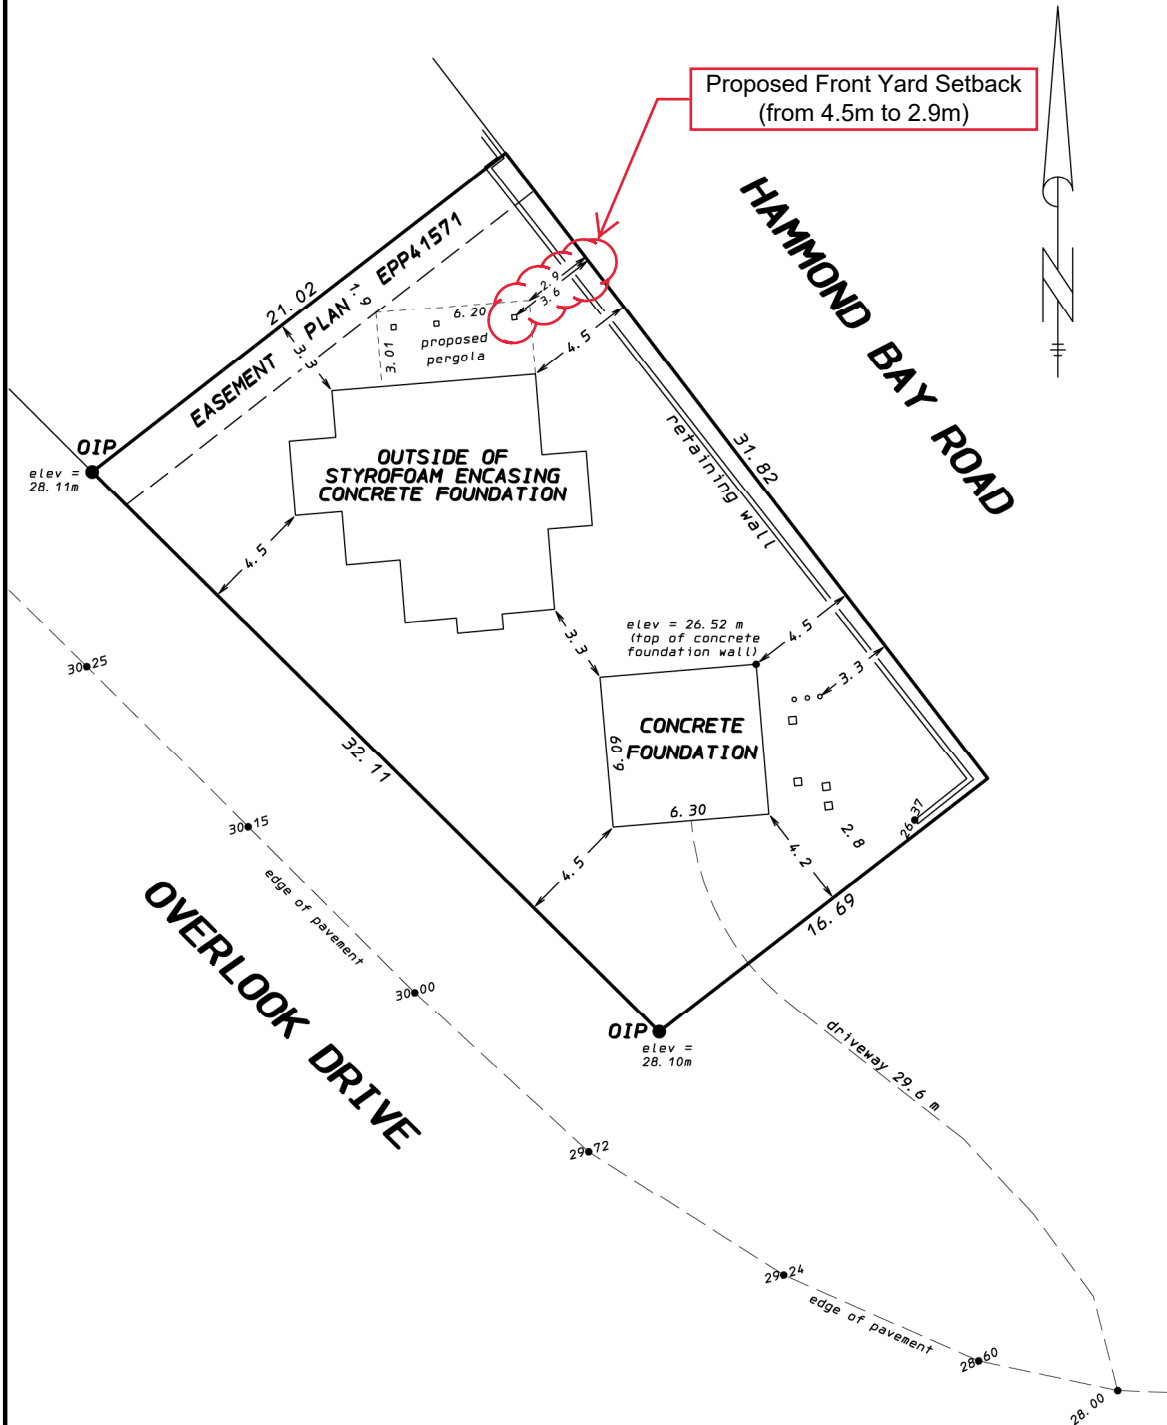 Proposed Front Yard Setback
(from 4.5m to 2.9m)
HAMMOND BAY ROAD
N
21.02
EASEMENT PLAN EPP41571
1.9
3.3
2.9
3.6
6.20
3.01
proposed
pergola
4.5
OIP
elev =
28.11m
OUTSIDE OF
STYROFOAM ENCASING
CONCRETE FOUNDATION
retaining wall
31.82
4.5
3.3
elev = 26.52 m
(top of concrete
foundation wall)
4.5
3.3
30.25
CONCRETE
FOUNDATION
6.09
6.30
32.11
2.8
26.37
30.15
4.5
4.2
16.69
edge of pavement
OVERLOOK DRIVE
30.00
OIP
elev =
28.10m
driveway 29.6 m
29.72
29.24
edge of pavement
28.60
28.00